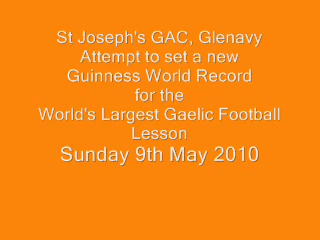 St Joseph's GAC, Glenavy
Attempt to set a new
Guinness World Record
for the
World's Largest Gaelic Football
Lesson
Sunday 9th May 2010